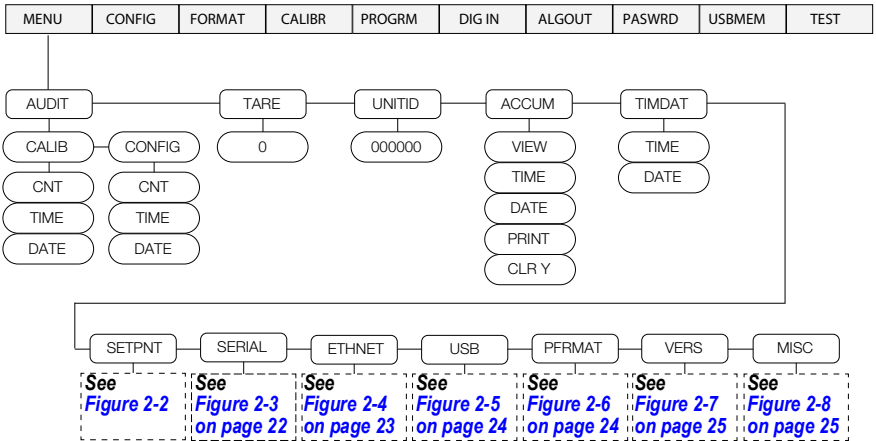 MENU CONFIG FORMAT CALIBR PROGRM DIG IN ALGOUT PASWRD USBMEM TEST
AUDIT TARE UNITID ACCUM TIMDAT
CALIB CONFIG 0 000000 VIEW TIME
CNT CNT TIME DATE
TIME TIME DATE
DATE DATE PRINT
CLR Y
SETPNT SERIAL ETHNET USB PFRMAT VERS MISC
See See See See See See See
Figure 2-2 Figure 2-3 Figure 2-4 Figure 2-5 Figure 2-6 Figure 2-7 Figure 2-8
on page 22 on page 23 on page 24 on page 24 on page 25 on page 25